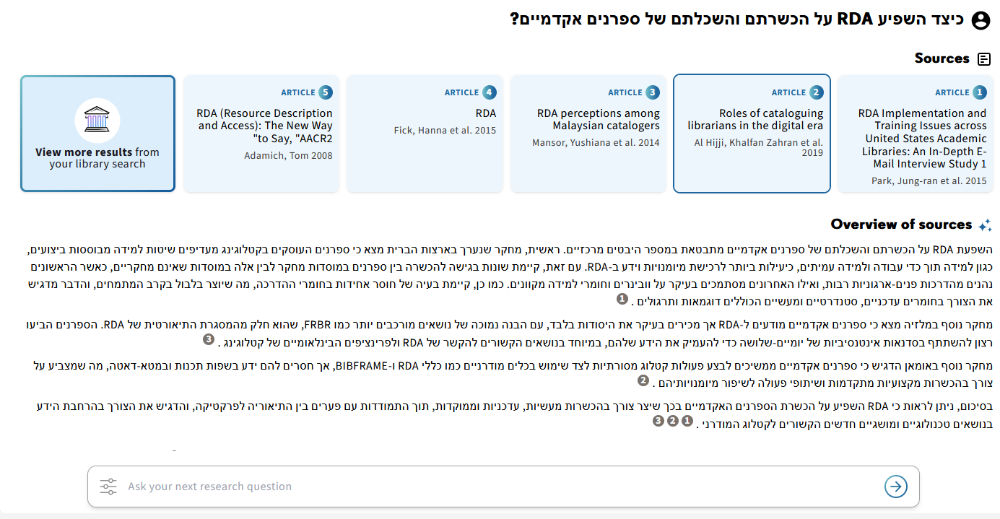 כיצד השפיע RDA על הכשרתם והשכלתם של ספרנים אקדמיים?
Sources
ARTICLE 1
RDA Implementation and
Training Issues across
United States Academic
Libraries: An In-Depth E-
Mail Interview Study 1
Park, Jung-ran et al. 2015
ARTICLE 2
Roles of cataloguing
librarians in the digital era
Al Hijji, Khalfan Zahran et al.
2019
ARTICLE 3
RDA perceptions among
Malaysian catalogers
Mansor, Yushiana et al. 2014
ARTICLE 4
RDA
Fick, Hanna et al. 2015
ARTICLE 5
RDA (Resource Description
and Access): The New Way
"to Say, "AACR2
Adamich, Tom 2008
View more results from
your library search
Overview of sources
השפעת RDA על הכשרתם והשכלתם של ספרנים אקדמיים מתבטאת במספר היבטים מרכזיים. ראשית, מחקר שנערך בארצות הברית מצא כי ספרנים העוסקים בקטלוגינג מעדיפים שיטות למידה מבוססות ביצועים,
כגון למידה תוך כדי עבודה ולמידה עמיתים, כיעילות ביותר לרכישת מיומנויות וידע ב-RDA. עם זאת, קיימת שונות בגישה להכשרה בין ספרנים במוסדות מחקר לבין אלה במוסדות שאינם מחקריים, כאשר הראשונים
נהנים מהדרכות פנים-ארגוניות רבות, ואילו האחרונים מסתמכים בעיקר על וובינרים וחומרי למידה מקוונים. כמו כן, קיימת בעיה של חוסר אחידות בחומרי ההדרכה, מה שיוצר בלבול בקרב המתמחים, והדבר מדגיש
את הצורך בחומרים עדכניים, סטנדרטיים ומעשיים הכוללים דוגמאות ותרגולים . 1
מחקר נוסף במלזיה מצא כי ספרנים אקדמיים מודעים ל-RDA אך מכירים בעיקר את היסודות בלבד, עם הבנה נמוכה של נושאים מורכבים יותר כמו FRBR, שהוא חלק מהמסגרת התיאורטית של RDA. הספרנים הביעו
רצון להשתתף בסדנאות אינטנסיביות של יומיים-שלושה כדי להעמיק את הידע שלהם, במיוחד בנושאים הקשורים להקשר של RDA ולפרינציפים הבינלאומיים של קטלוגינג . 3
מחקר נוסף באומאן הדגיש כי ספרנים אקדמיים ממשיכים לבצע פעולות קטלוג מסורתיות לצד שימוש בכלים מודרניים כמו כללי RDA ו-BIBFRAME, אך חסרים להם ידע בשפות תכנות ובמטא-דאטה, מה שמצביע על
צורך בהכשרות מקצועיות מתקדמות ושיתופי פעולה לשיפור מיומנויותיהם . 2
בסיכום, ניתן לראות כי RDA השפיע על הכשרת הספרנים האקדמיים בכך שיצר צורך בהכשרות מעשיות, עדכניות וממוקדות, תוך התמודדות עם פערים בין התיאוריה לפרקטיקה, והדגיש את הצורך בהרחבת הידע
בנושאים טכנולוגיים ומושגיים חדשים הקשורים לקטלוג המודרני . 1 2 3
Ask your next research question